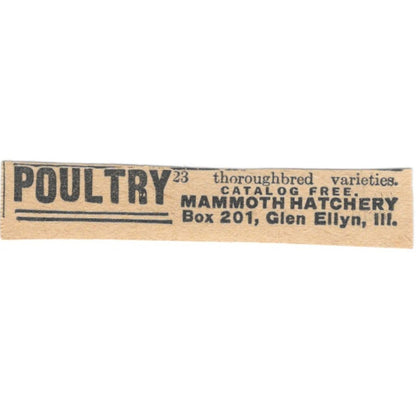 POULTRY 23 thoroughbred varieties.
CATALOG FREE.
MAMMOTH HATCHERY
Box 201, Glen Ellyn, Ill.